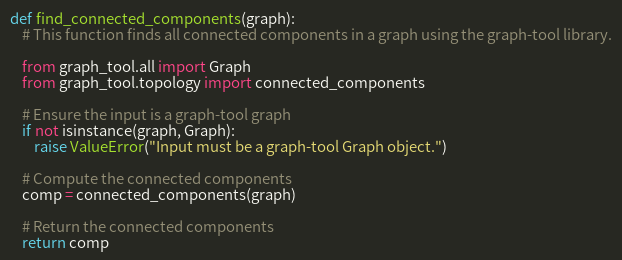 def find_connected_components(graph):
    # This function finds all connected components in a graph using the graph-tool library.
    from graph_tool.all import Graph
    from graph_tool.topology import connected_components
    # Ensure the input is a graph-tool graph
    if not isinstance(graph, Graph):
        raise ValueError("Input must be a graph-tool Graph object.")
    # Compute the connected components
    comp = connected_components(graph)
    # Return the connected components
    return comp